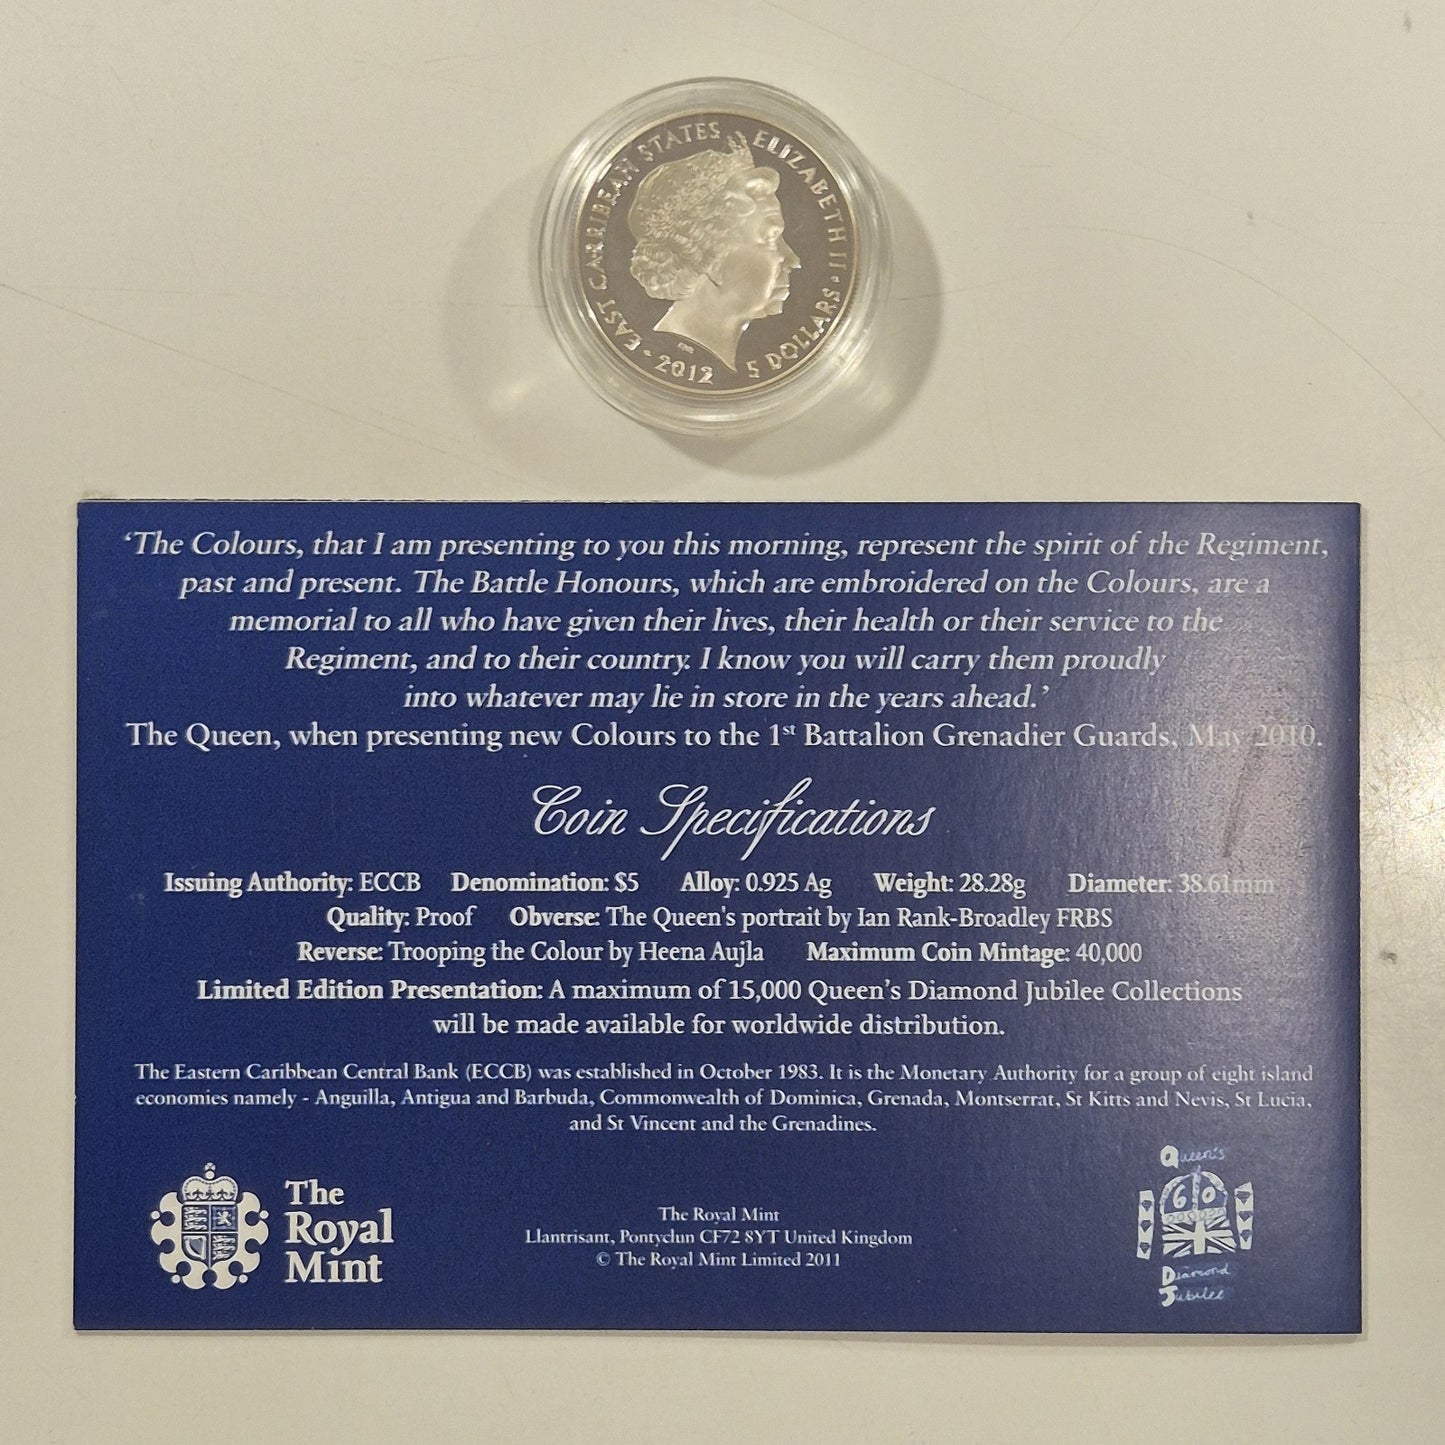 EAST CARRIBEAN STATES ELIZABETH II
5 DOLLARS
2012
‘The Colours, that I am presenting to you this morning, represent the spirit of the Regiment,
past and present. The Battle Honours, which are embroidered on the Colours, are a
memorial to all who have given their lives, their health or their service to the
Regiment, and to their country. I know you will carry them proudly
into whatever may lie in store in the years ahead.’
The Queen, when presenting new Colours to the 1st Battalion Grenadier Guards, May 2010.
Coin Specifications
Issuing Authority: ECCB Denomination: $5 Alloy: 0.925 Ag Weight: 28.28g Diameter: 38.61mm
Quality: Proof Obverse: The Queen's portrait by Ian Rank-Broadley FRBS
Reverse: Trooping the Colour by Heena Aujla Maximum Coin Mintage: 40,000
Limited Edition Presentation: A maximum of 15,000 Queen’s Diamond Jubilee Collections
will be made available for worldwide distribution.
The Eastern Caribbean Central Bank (ECCB) was established in October 1983. It is the Monetary Authority for a group of eight island
economies namely - Anguilla, Antigua and Barbuda, Commonwealth of Dominica, Grenada, Montserrat, St Kitts and Nevis, St Lucia,
and St Vincent and the Grenadines.
The
Royal
Mint
The Royal Mint
Llantrisant, Pontyclun CF72 8YT United Kingdom
© The Royal Mint Limited 2011
Queen's
60
Diamond
Jubilee